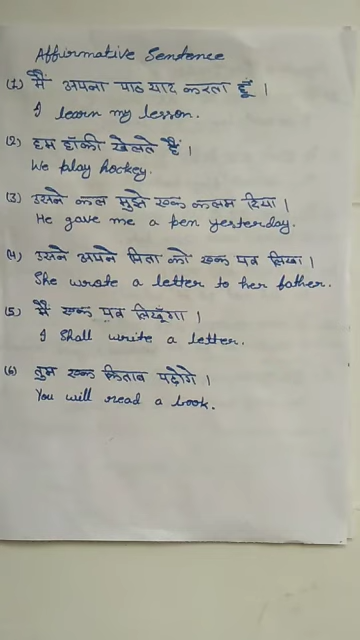 Affirmative Sentence
(1) मैं अपना पाठ याद करता हूँ ।
I learn my lesson.
(2) हम हॉकी खेलते हैं ।
We play hockey.
(3) उसने कल मुझे एक कलम दिया ।
He gave me a pen yesterday.
(4) उसने अपने पिता को एक पत्र लिखा ।
She wrote a letter to her father.
(5) मैं एक पत्र लिखूँगा ।
I Shall write a letter.
(6) तुम एक किताब पढ़ोगे ।
You will read a book.